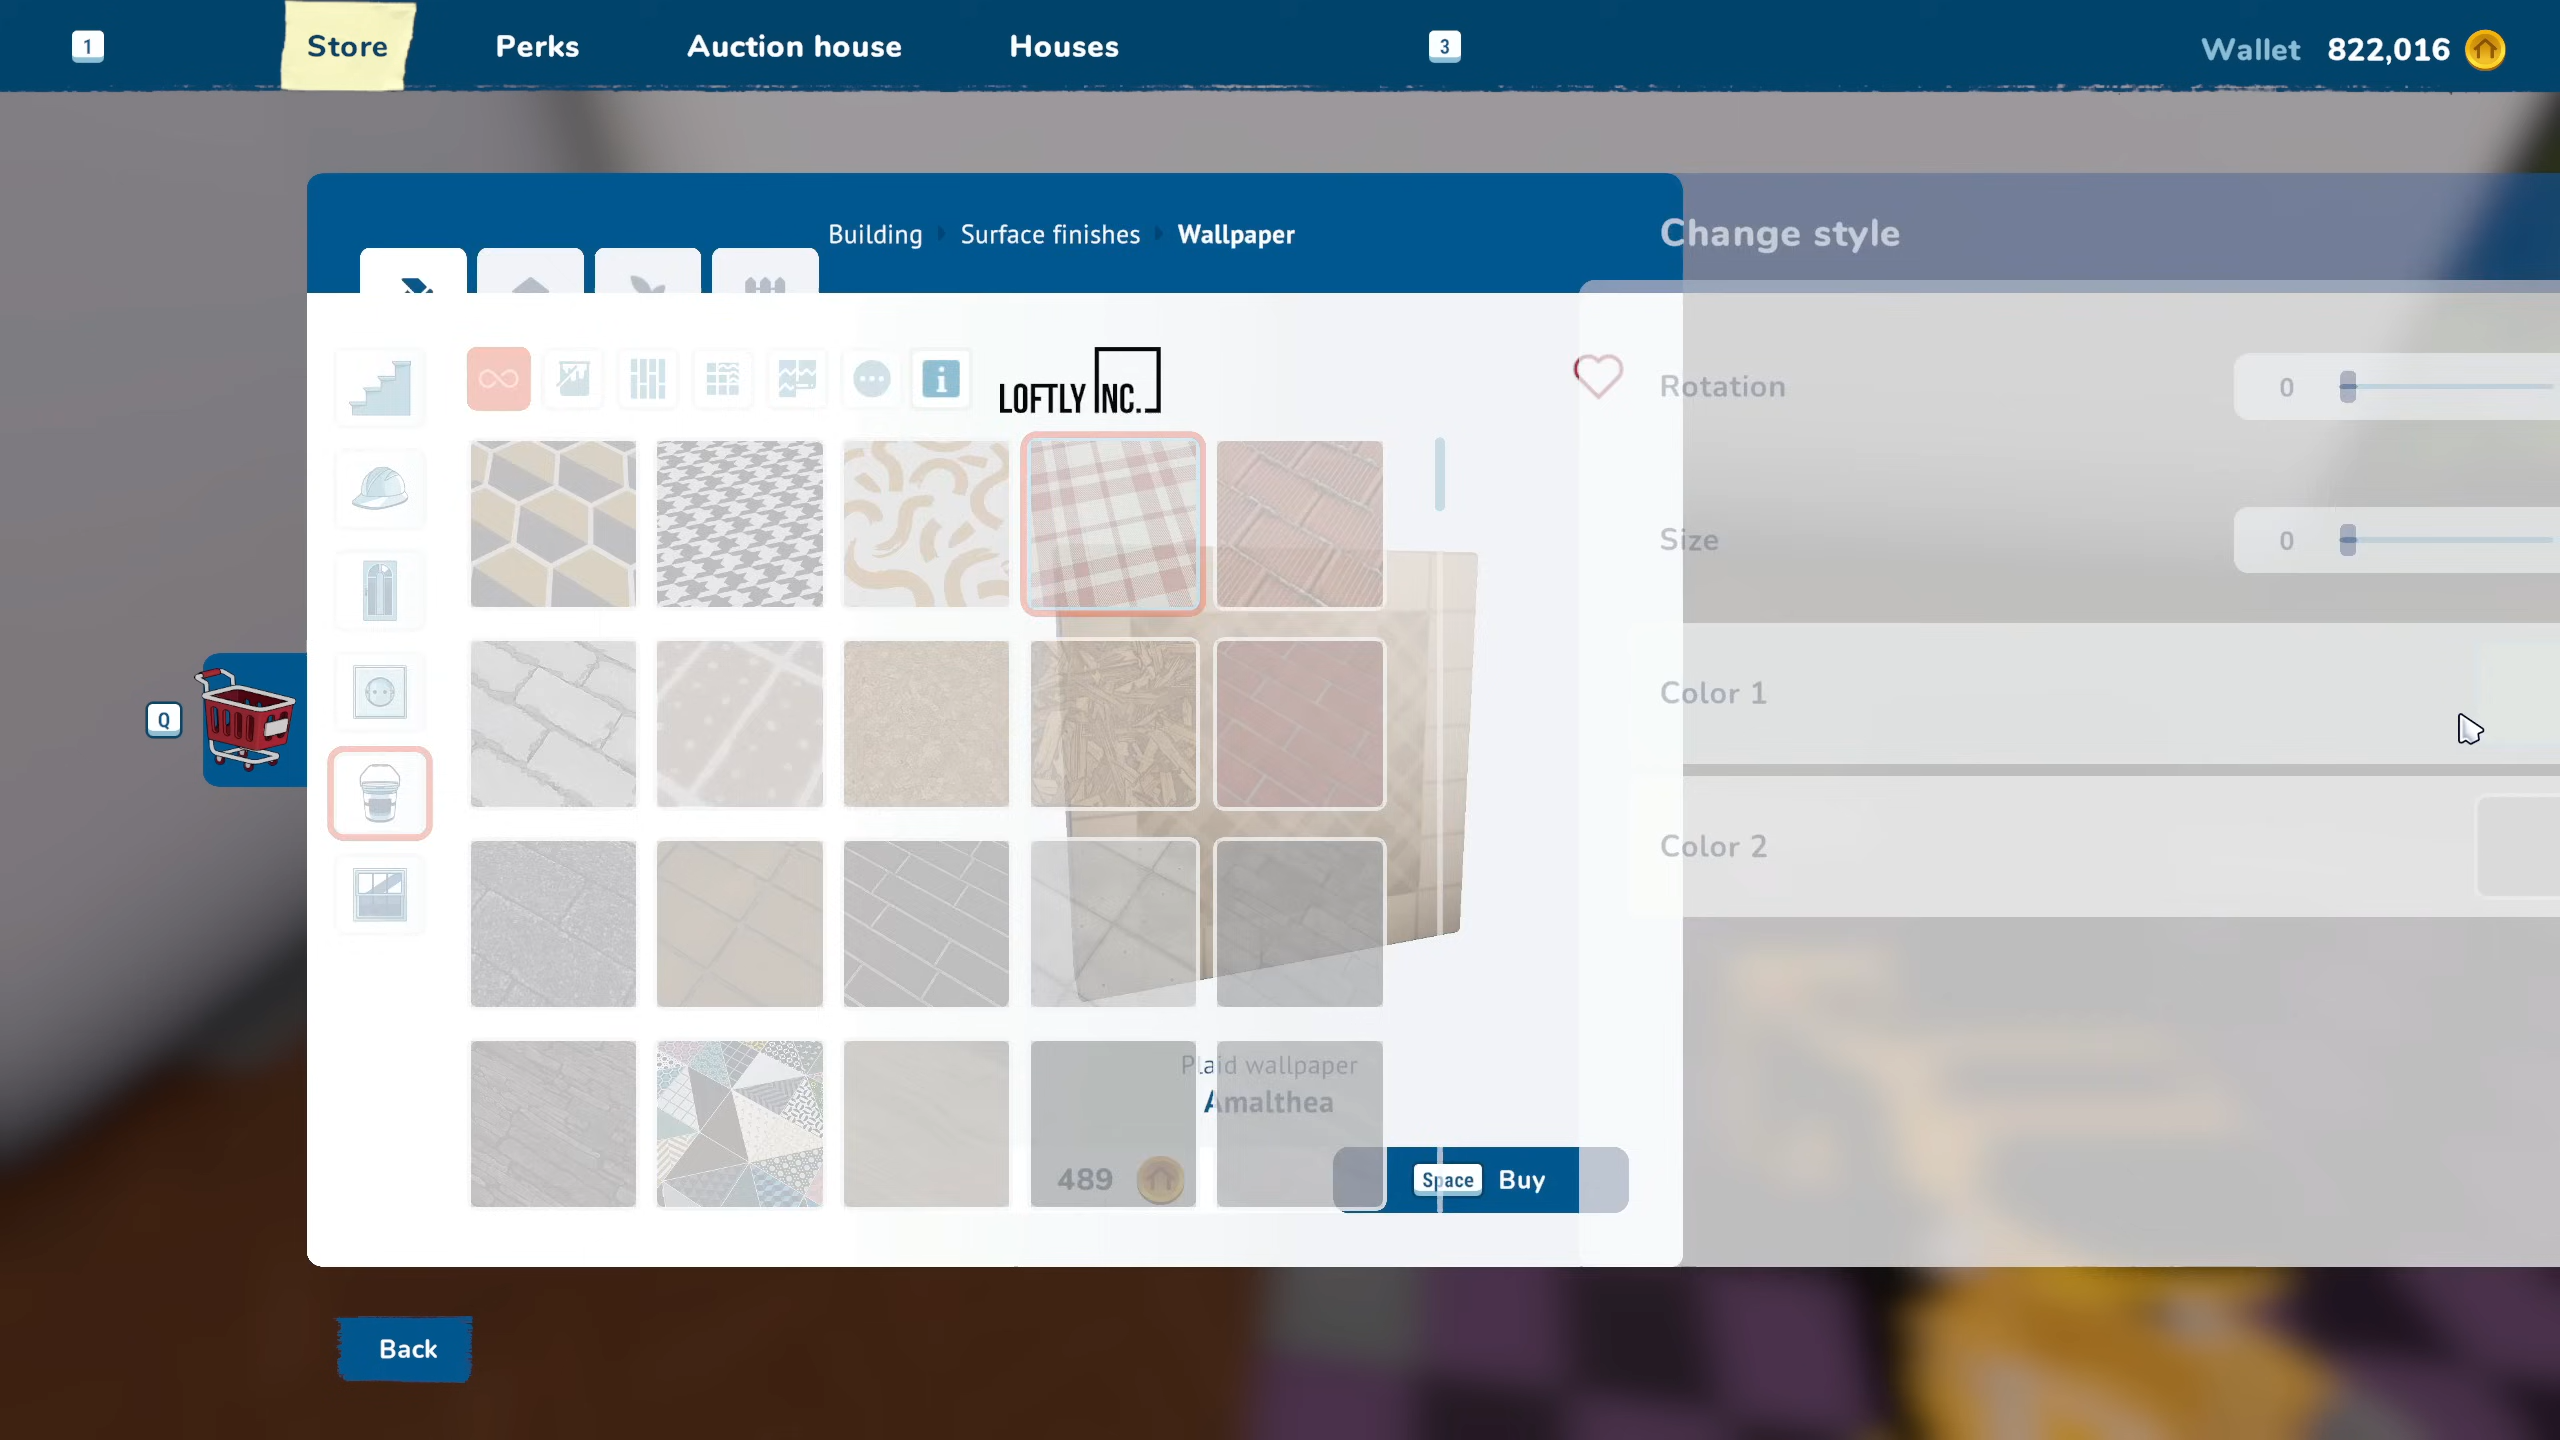 1
Store
Perks
Auction house
Houses
3
Wallet 822,016
Building
Surface finishes
Wallpaper
Change style
LOFTLY INC.
Rotation
0
Size
0
Color 1
Q
Color 2
Plaid wallpaper
Amalthea
489
Space
Buy
Back